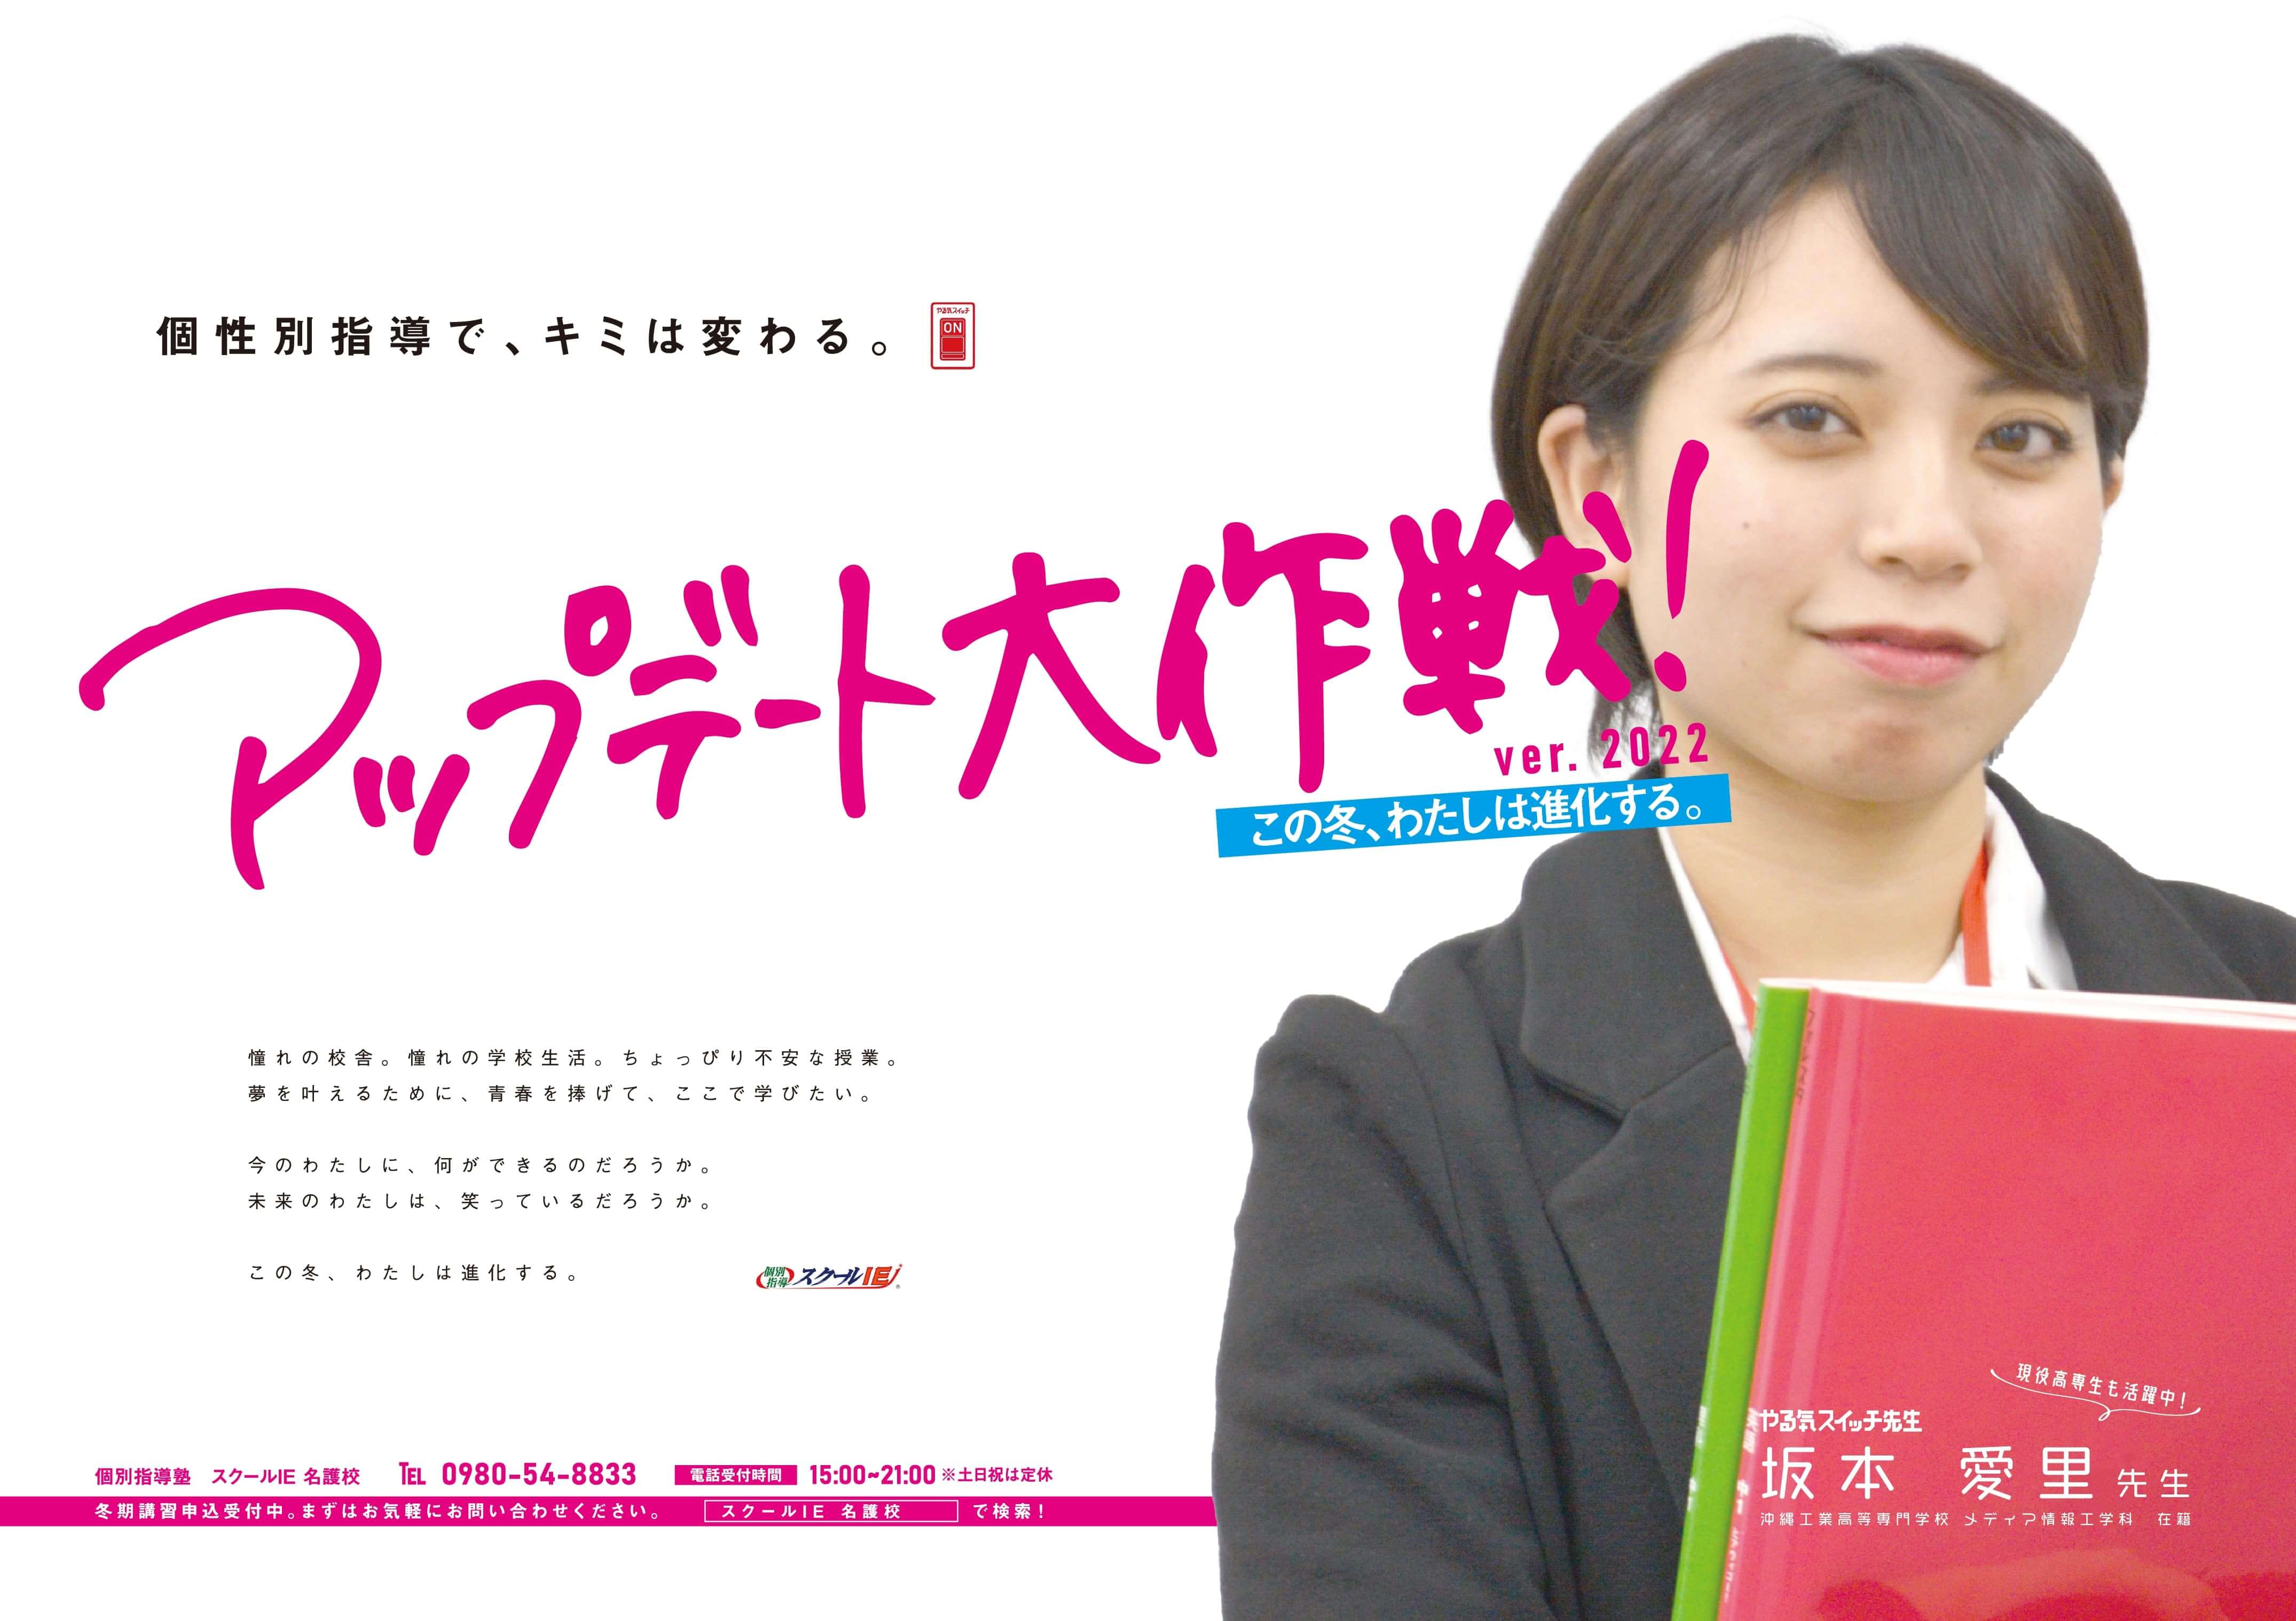 個性別指導で、キミは変わる。
やる気スイッチ
ON
アップデート大作戦!
ver. 2022
この冬、わたしは進化する。
憧れの校舎。憧れの学校生活。ちょっぴり不安な授業。
夢を叶えるために、青春を捧げて、ここで学びたい。
今のわたしに、何ができるのだろうか。
未来のわたしは、笑っているだろうか。
この冬、わたしは進化する。
個別指導 スクールIE
現役高専生も活躍中!
やる気スイッチ先生
坂本 愛里 先生
沖縄工業高等専門学校 メディア情報工学科 在籍
個別指導塾 スクールIE 名護校 TEL 0980-54-8833 電話受付時間 15:00~21:00 ※土日祝は定休
冬期講習申込受付中。まずはお気軽にお問い合わせください。 スクールIE 名護校 で検索!